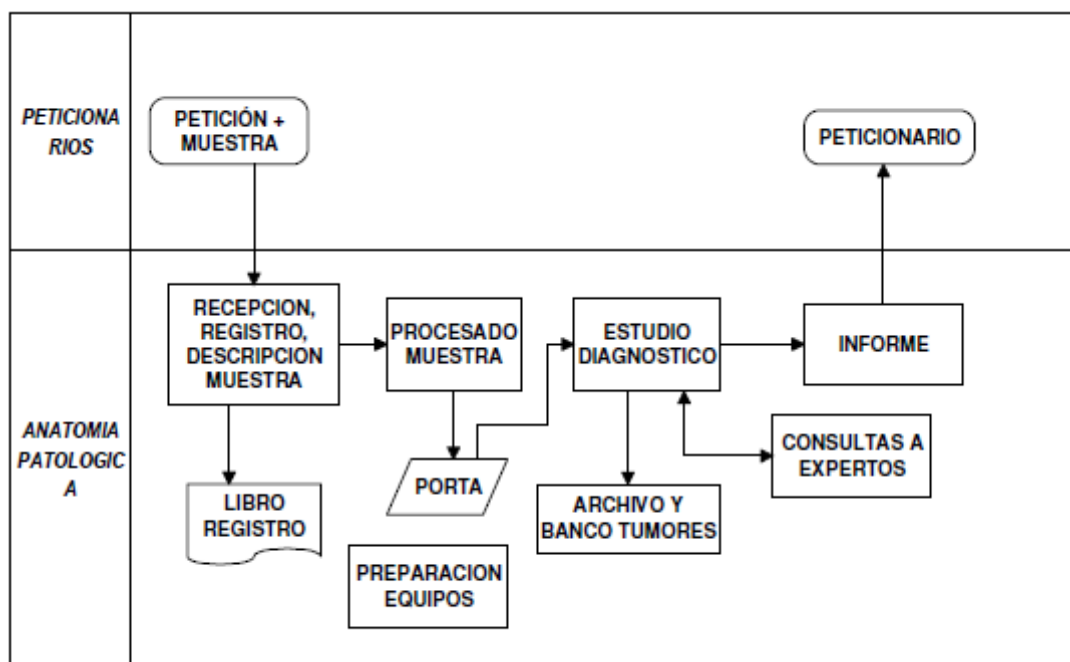 PETICIONA
RIOS
PETICIÓN +
MUESTRA
PETICIONARIO
ANATOMIA
PATOLOGIC
A
RECEPCION,
REGISTRO,
DESCRIPCION
MUESTRA
PROCESADO
MUESTRA
ESTUDIO
DIAGNOSTICO
INFORME
LIBRO
REGISTRO
PORTA
ARCHIVO Y
BANCO TUMORES
CONSULTAS A
EXPERTOS
PREPARACION
EQUIPOS